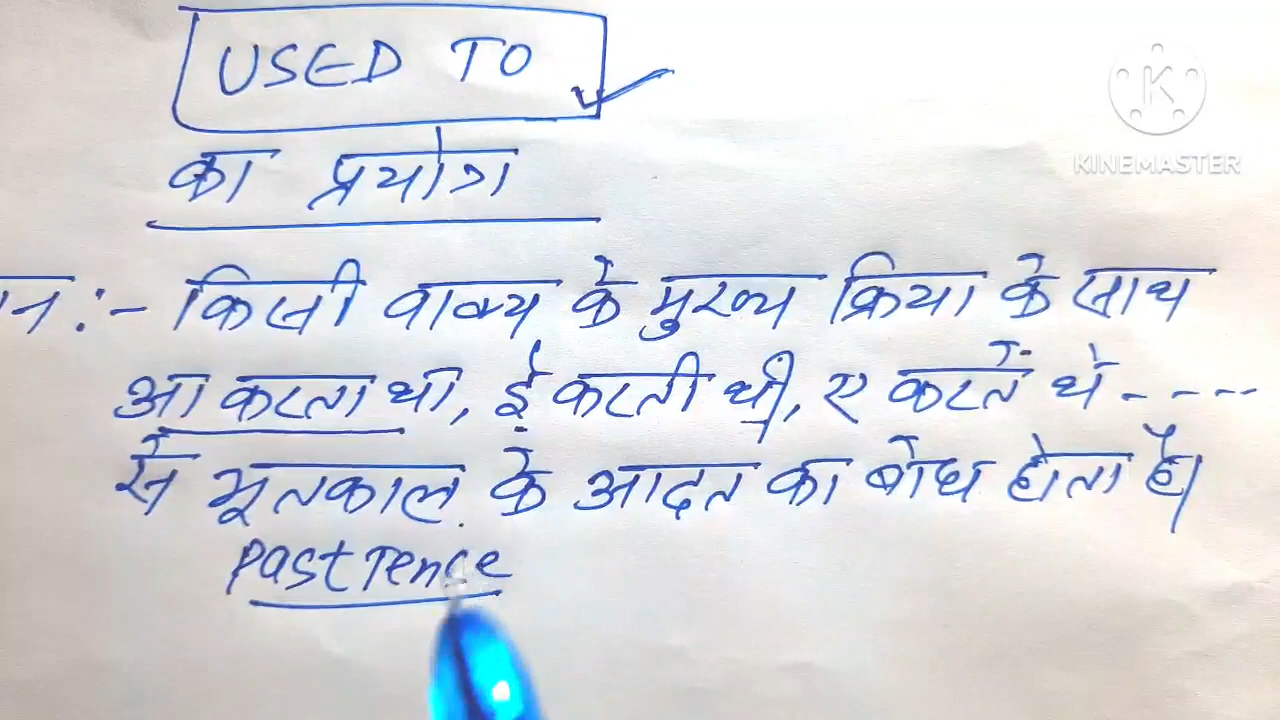 USED TO
का प्रयोग
न :- किसी वाक्य के मुख्य क्रिया के साथ
आ करता था, ई करती थी, ए करतें थे----
से भूतकाल के आदत का बोध होता है।
Past Tence
K
KINEMASTER